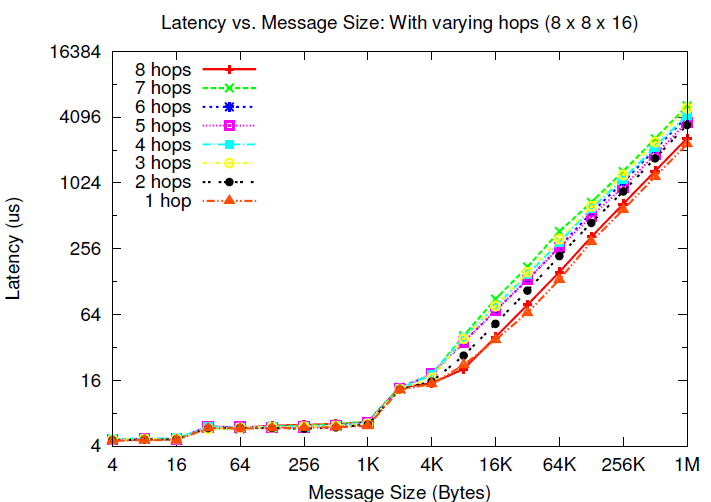 Latency vs. Message Size: With varying hops (8 x 8 x 16)
16384
4096
1024
256
64
16
4
Latency (us)
8 hops
7 hops
6 hops
5 hops
4 hops
3 hops
2 hops
1 hop
4 16 64 256 1K 4K 16K 64K 256K 1M
Message Size (Bytes)